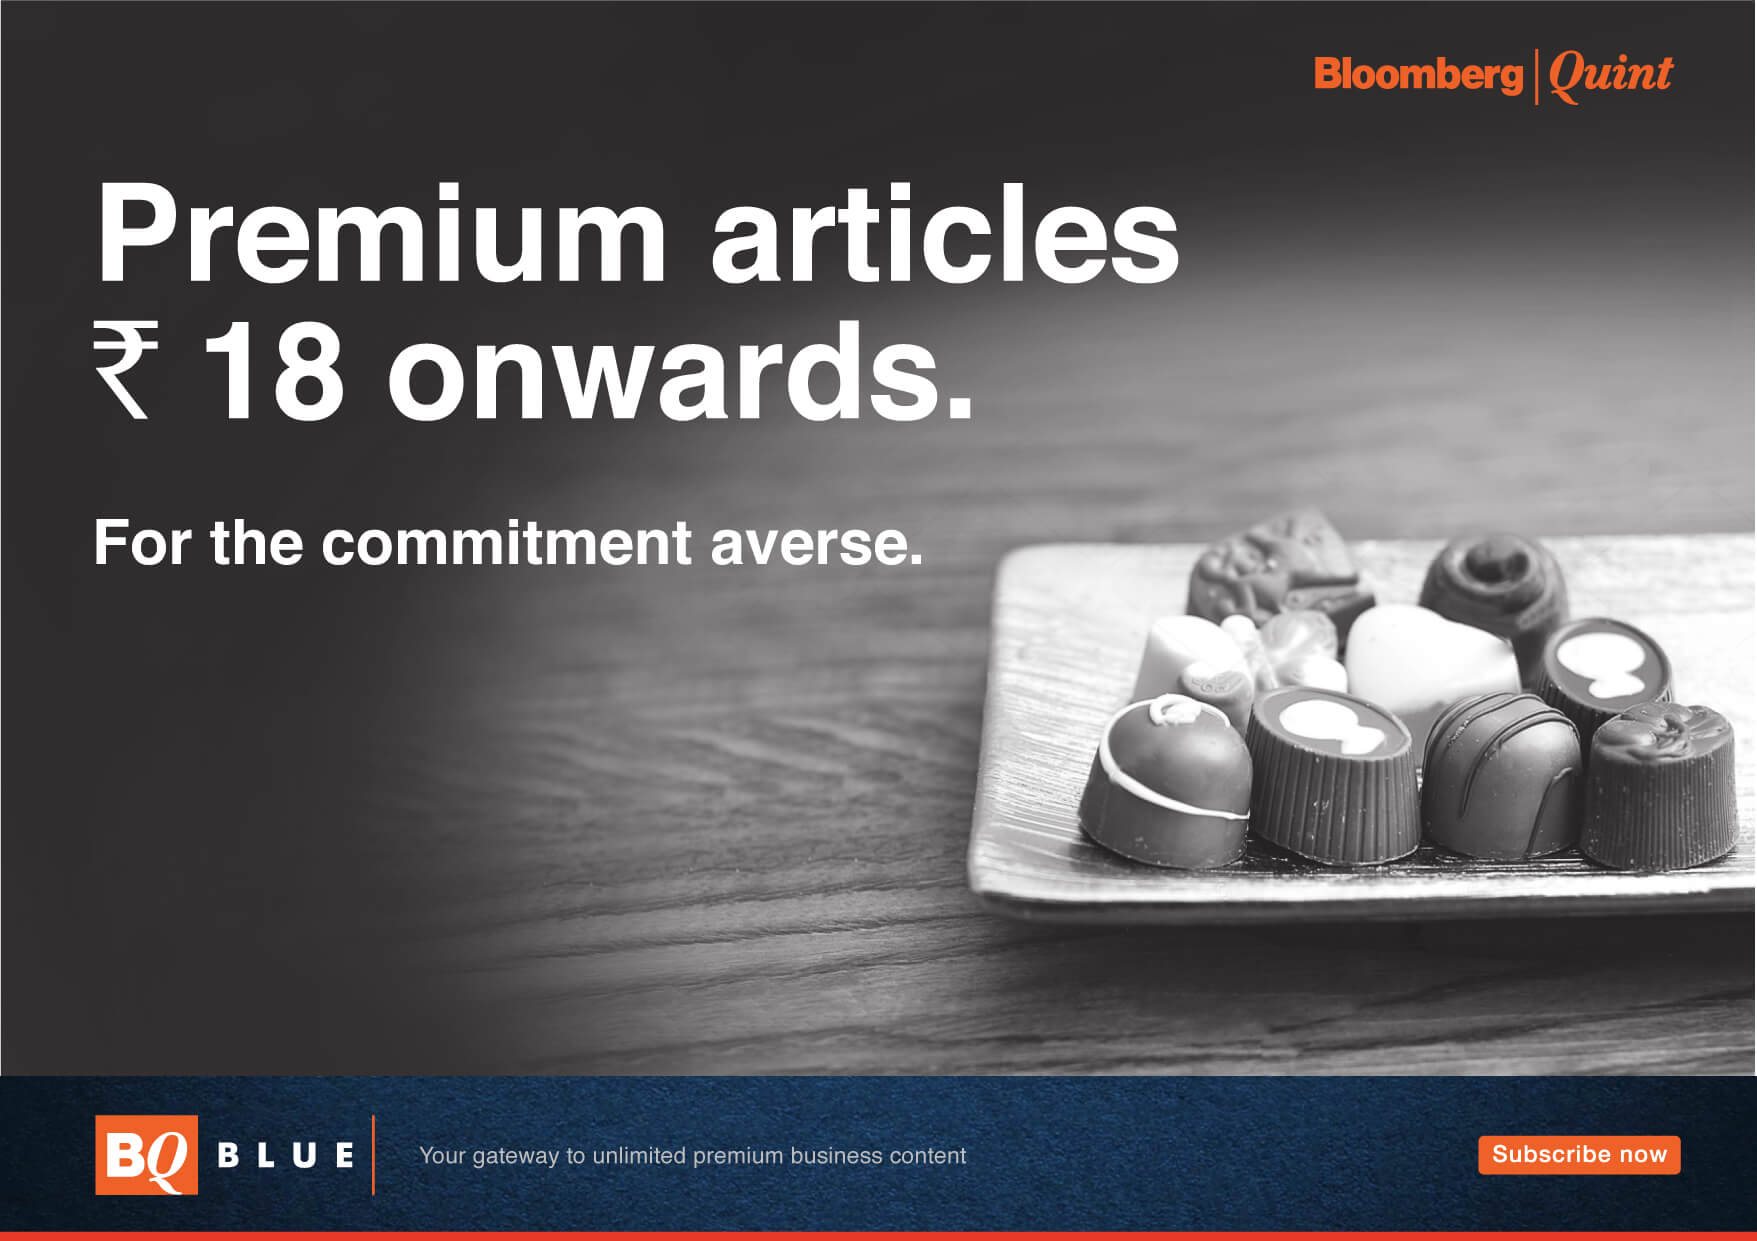 Bloomberg | Quint
Premium articles
₹ 18 onwards.
For the commitment averse.
BQ BLUE
Your gateway to unlimited premium business content
Subscribe now